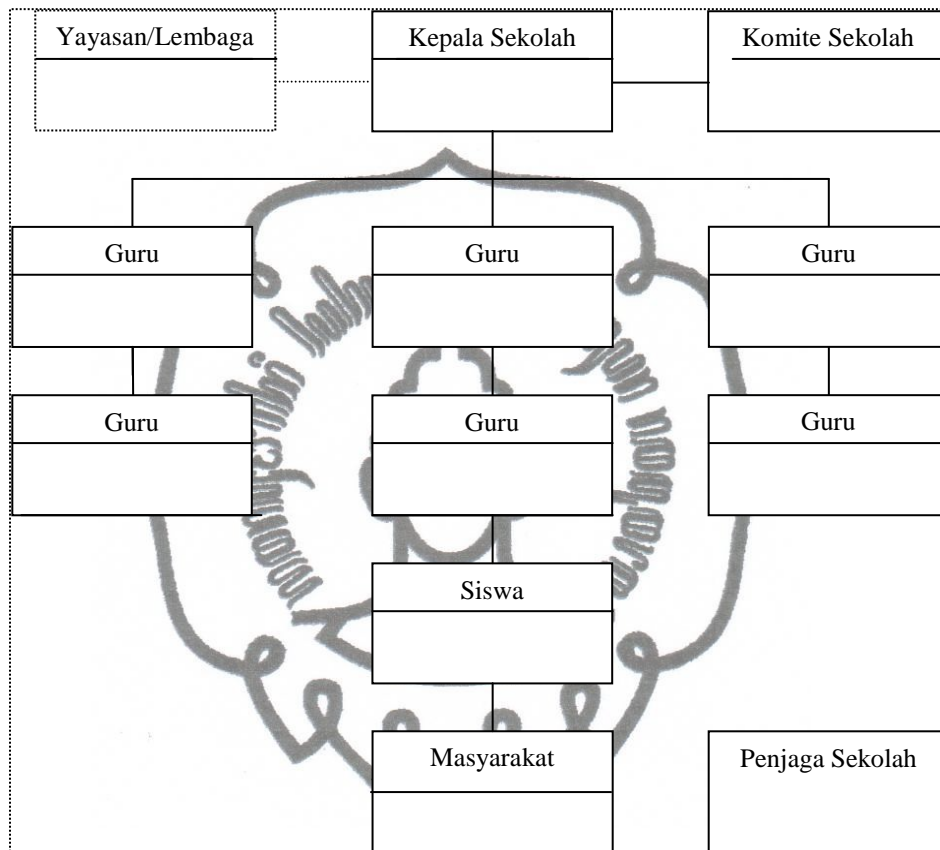 Yayasan/Lembaga
Kepala Sekolah
Komite Sekolah
Guru
Guru
Guru
Guru
Guru
Guru
Siswa
Masyarakat
Penjaga Sekolah